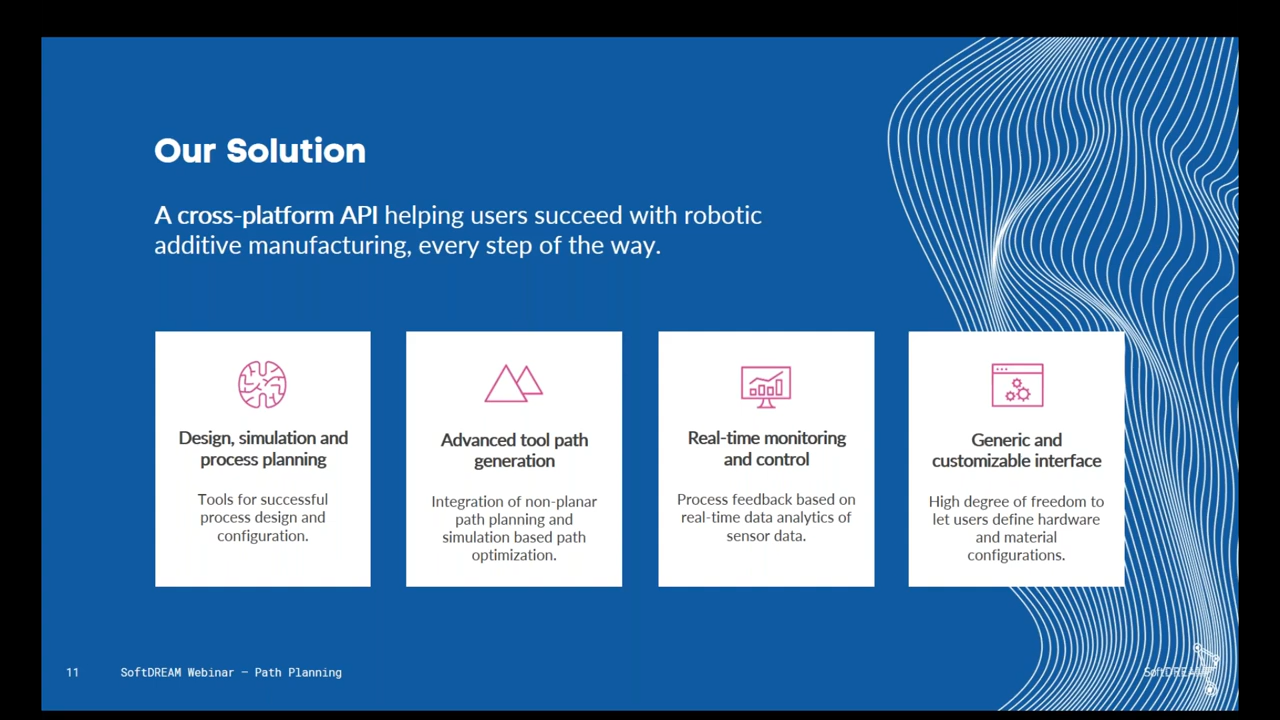 Our Solution
A cross-platform API helping users succeed with robotic
additive manufacturing, every step of the way.
Design, simulation and
process planning
Tools for successful
process design and
configuration.
Advanced tool path
generation
Integration of non-planar
path planning and
simulation based path
optimization.
Real-time monitoring
and control
Process feedback based on
real-time data analytics of
sensor data.
Generic and
customizable interface
High degree of freedom to
let users define hardware
and material
configurations.
11
SoftDREAM Webinar – Path Planning
SoftDREAM